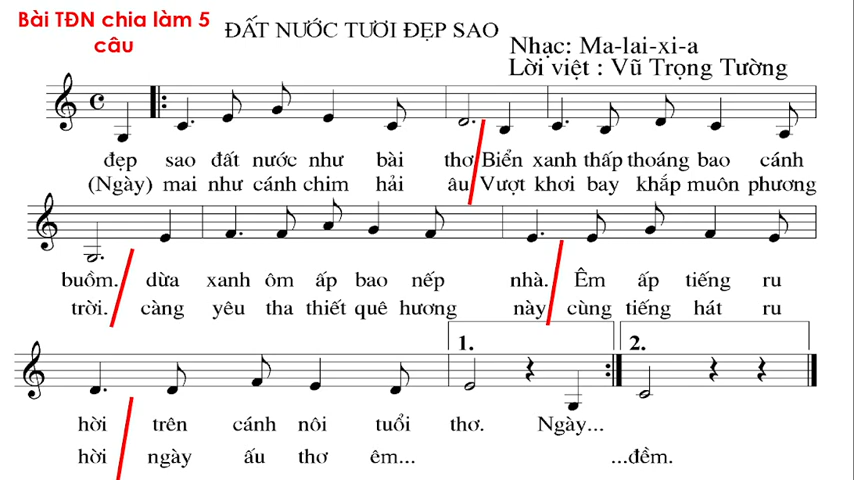 Bài TĐN chia làm 5
câu
ĐẤT NƯỚC TƯƠI ĐẸP SAO
Nhạc: Ma-lai-xi-a
Lời việt : Vũ Trọng Tường
đẹp sao đất nước như bài thơ Biển xanh thấp thoáng bao cánh
(Ngày) mai như cánh chim hải âu Vượt khơi bay khắp muôn phương
buồm. dừa xanh ôm ấp bao nếp nhà. Êm ấp tiếng ru
trời. càng yêu tha thiết quê hương này cùng tiếng hát ru
1. 2.
hời trên cánh nôi tuổi thơ. Ngày...
hời ngày ấu thơ êm... ...đềm.